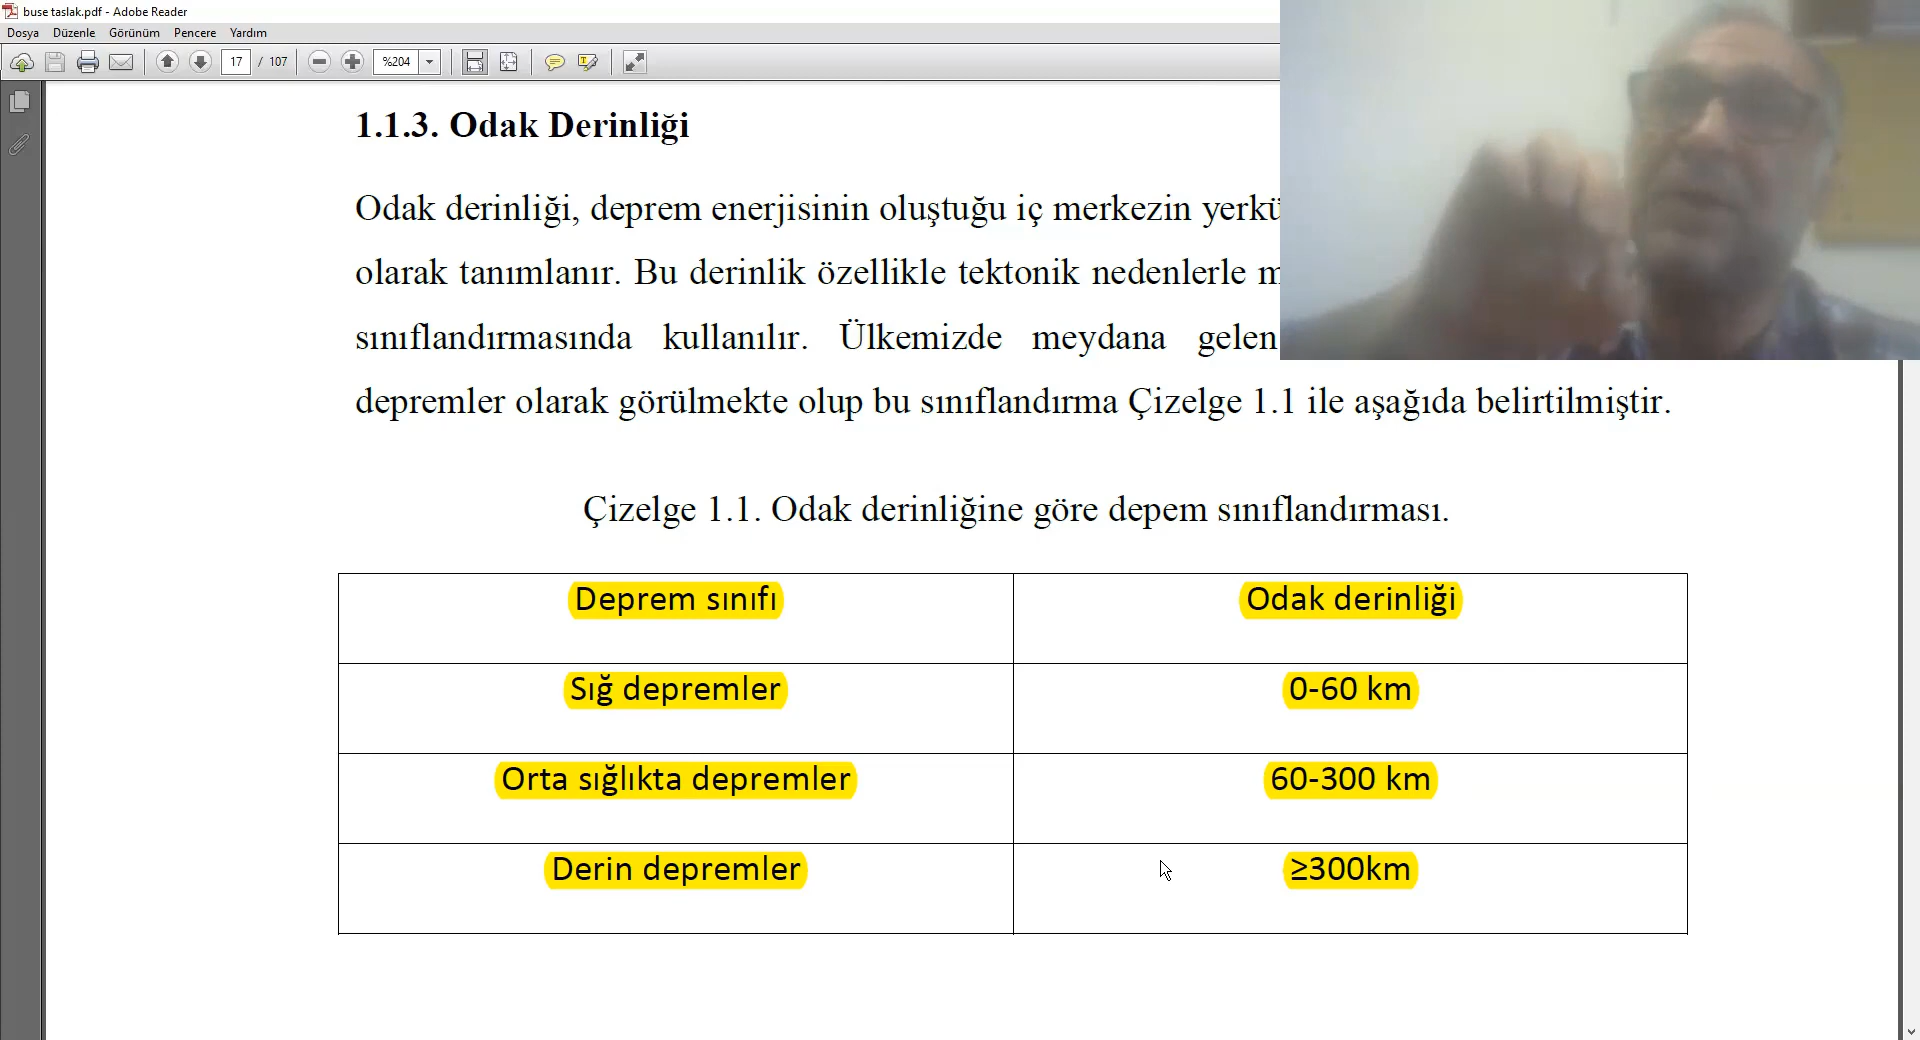 buse taslak.pdf - Adobe Reader
Dosya Düzenle Görünüm Pencere Yardım
17 / 107 %204
1.1.3. Odak Derinliği
Odak derinliği, deprem enerjisinin oluştuğu iç merkezin
olarak tanımlanır. Bu derinlik özellikle tektonik nedenlerle
sınıflandırmasında kullanılır. Ülkemizde meydana gelen
depremler olarak görülmekte olup bu sınıflandırma Çizelge 1.1 ile aşağıda belirtilmiştir.
Çizelge 1.1. Odak derinliğine göre depem sınıflandırması.
Deprem sınıfı Odak derinliği
Sığ depremler 0-60 km
Orta sığlıkta depremler 60-300 km
Derin depremler ≥300km